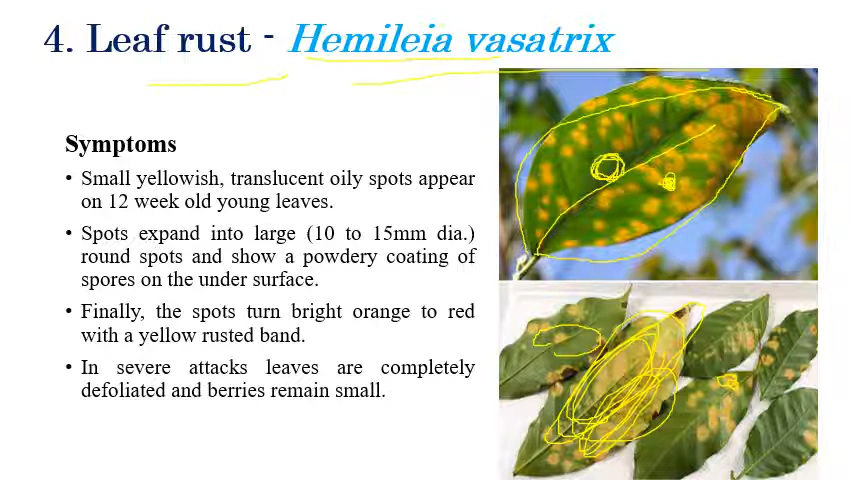 4. Leaf rust - Hemileia vasatrix
Symptoms
• Small yellowish, translucent oily spots appear
on 12 week old young leaves.
• Spots expand into large (10 to 15mm dia.)
round spots and show a powdery coating of
spores on the under surface.
• Finally, the spots turn bright orange to red
with a yellow rusted band.
• In severe attacks leaves are completely
defoliated and berries remain small.